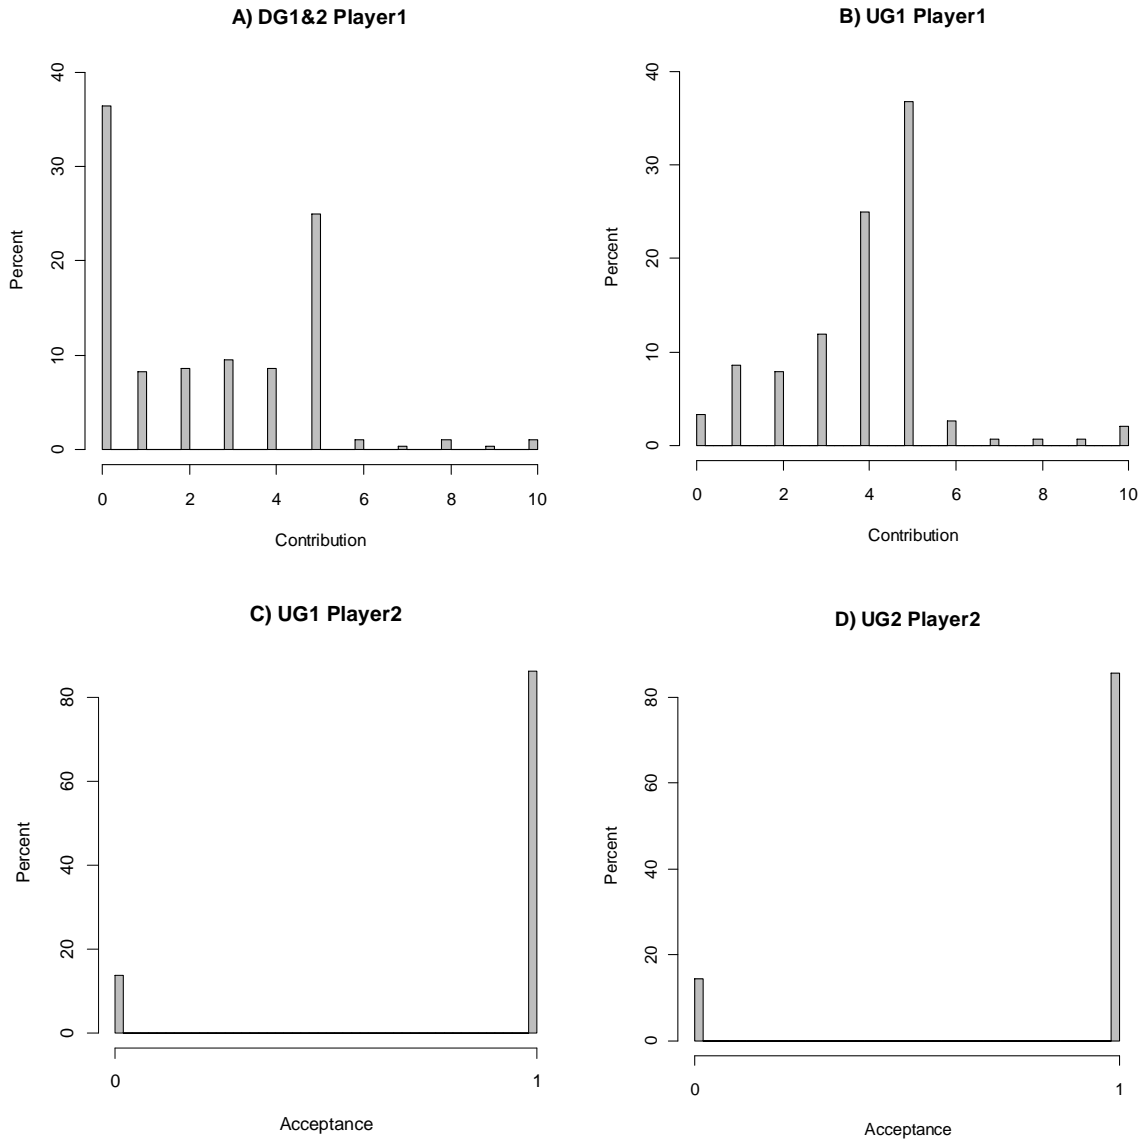 A) DG1&2 Player1
40
30
20
10
0
Percent
0 2 4 6 8 10
Contribution
B) UG1 Player1
40
30
20
10
0
Percent
0 2 4 6 8 10
Contribution
C) UG1 Player2
80
60
40
20
0
Percent
0 1
Acceptance
D) UG2 Player2
80
60
40
20
0
Percent
0 1
Acceptance